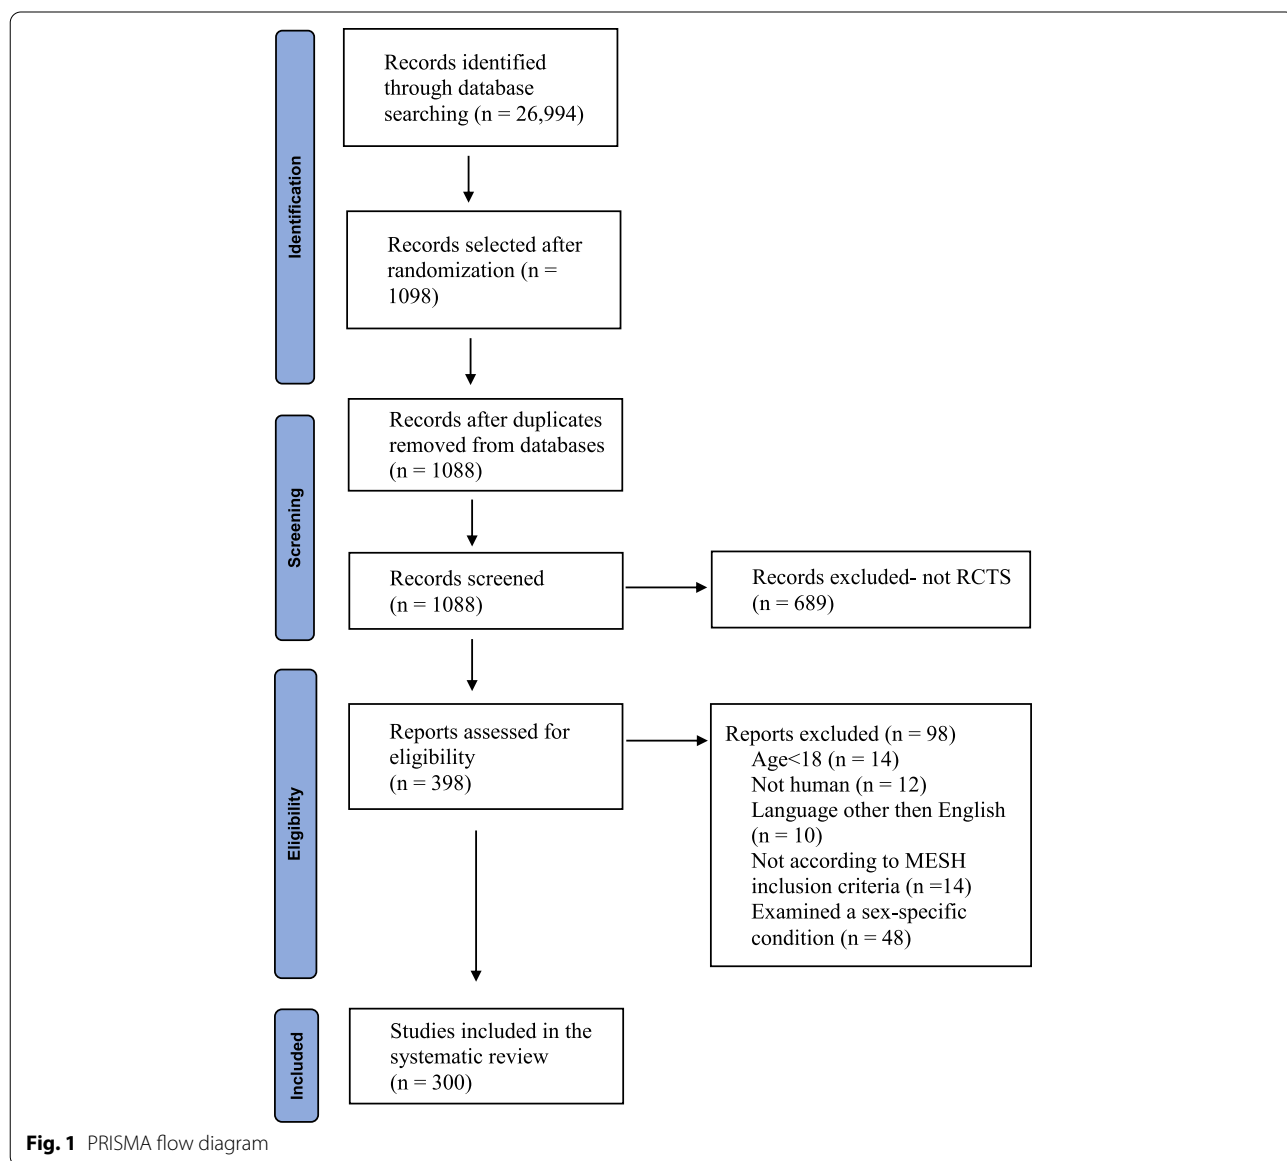 Identification
Records identified
through database
searching (n = 26,994)
Records selected after
randomization (n =
1098)
Screening
Records after duplicates
removed from databases
(n = 1088)
Records screened
(n = 1088)
Records excluded- not RCTS
(n = 689)
Eligibility
Reports assessed for
eligibility
(n = 398)
Reports excluded (n = 98)
Age<18 (n = 14)
Not human (n = 12)
Language other then English
(n = 10)
Not according to MESH
inclusion criteria (n =14)
Examined a sex-specific
condition (n = 48)
Included
Studies included in the
systematic review
(n = 300)
Fig. 1 PRISMA flow diagram